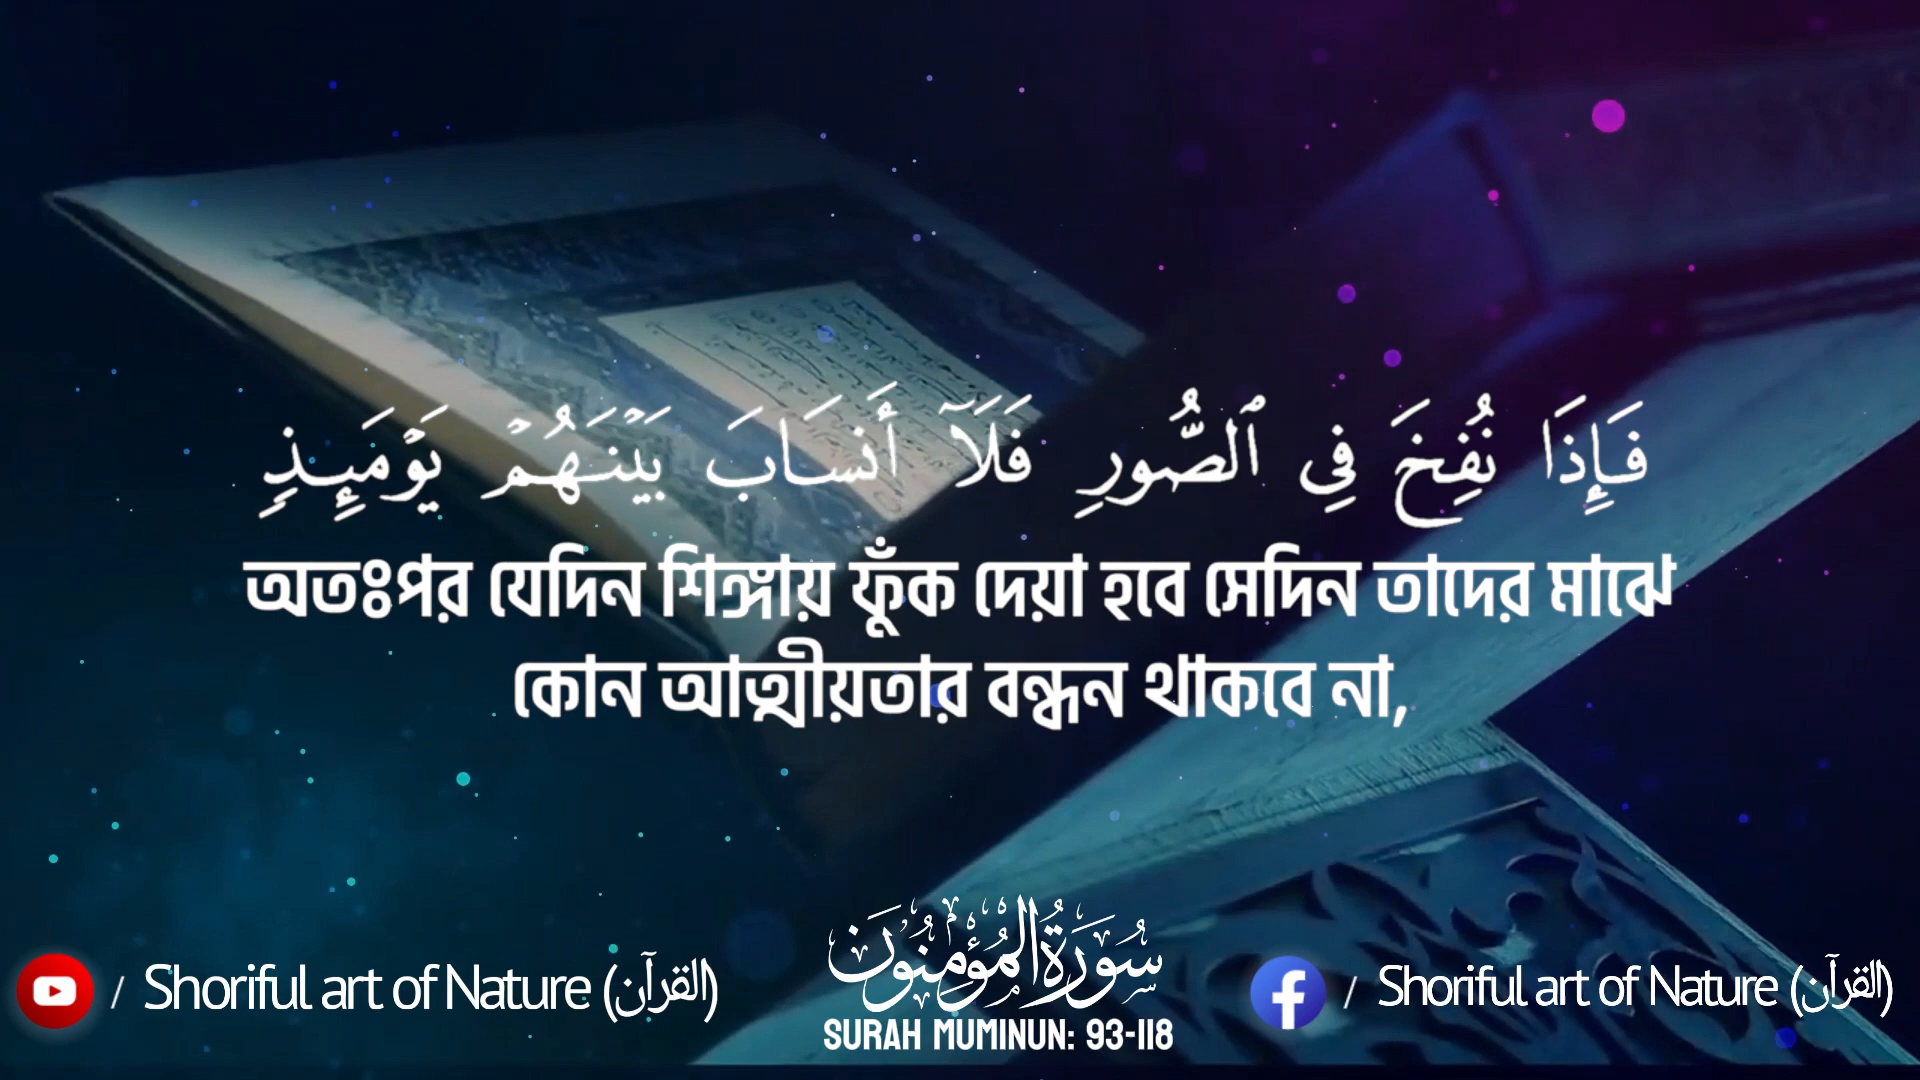 فَإِذَا نُفِخَ فِي ٱلصُّورِ فَلَآ أَنسَابَ بَيْنَهُمْ يَوْمَئِذٍ
অতঃপর যেদিন শিঙ্গায় ফুঁক দেয়া হবে সেদিন তাদের মাঝে
কোন আত্মীয়তার বন্ধন থাকবে না,
سُورَةُ المُؤْمِنُون
SURAH MUMINUN: 93-118
/ Shoriful art of Nature (القرآن)
/ Shoriful art of Nature (القرآن)